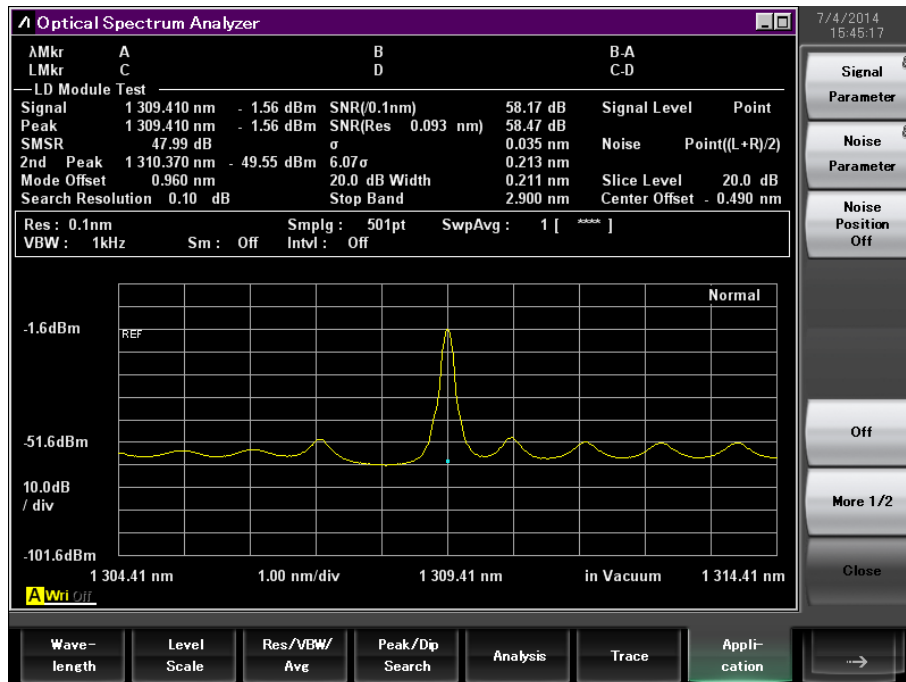 Optical Spectrum Analyzer
7/4/2014
15:45:17
λMkr A B B-A
LMkr C D C-D
LD Module Test
Signal 1 309.410 nm - 1.56 dBm SNR(/0.1nm) 58.17 dB Signal Level Point
Peak 1 309.410 nm - 1.56 dBm SNR(Res 0.093 nm) 58.47 dB
SMSR 47.99 dB σ 0.035 nm Noise Point((L+R)/2)
2nd Peak 1 310.370 nm - 49.55 dBm 6.07σ 0.213 nm
Mode Offset 0.960 nm 20.0 dB Width 0.211 nm Slice Level 20.0 dB
Search Resolution 0.10 dB Stop Band 2.900 nm Center Offset - 0.490 nm
Res : 0.1nm Smplg : 501pt SwpAvg : 1 [ **** ]
VBW : 1kHz Sm : Off Intvl : Off
Normal
-1.6dBm
REF
-51.6dBm
10.0dB
/ div
-101.6dBm
1 304.41 nm 1.00 nm/div 1 309.41 nm in Vacuum 1 314.41 nm
A Wri Off
Signal
Parameter
Noise
Parameter
Noise
Position
Off
Off
More 1/2
Close
Wave-
length
Level
Scale
Res/VBW/
Avg
Peak/Dip
Search
Analysis
Trace
Appli-
cation